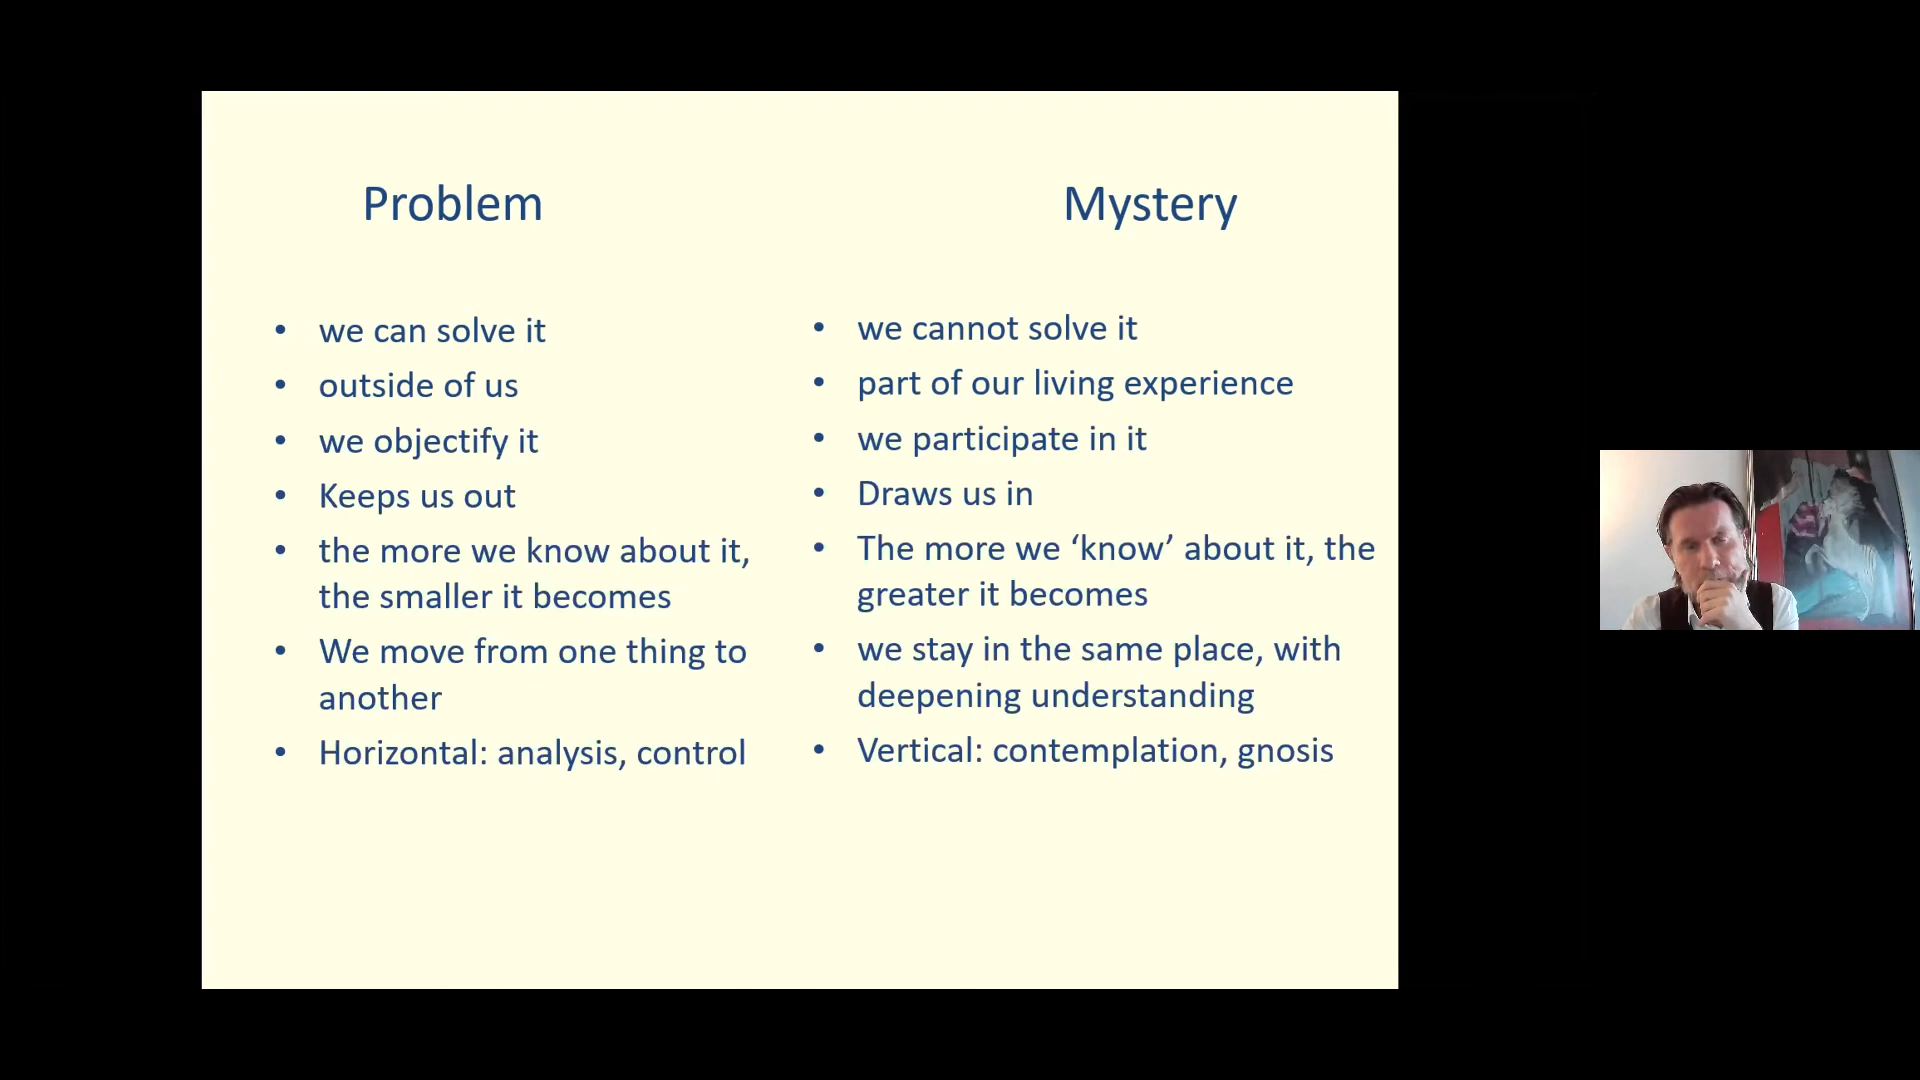 Problem
Mystery
• we can solve it
• outside of us
• we objectify it
• Keeps us out
• the more we know about it,
the smaller it becomes
• We move from one thing to
another
• Horizontal: analysis, control
• we cannot solve it
• part of our living experience
• we participate in it
• Draws us in
• The more we ‘know’ about it, the
greater it becomes
• we stay in the same place, with
deepening understanding
• Vertical: contemplation, gnosis